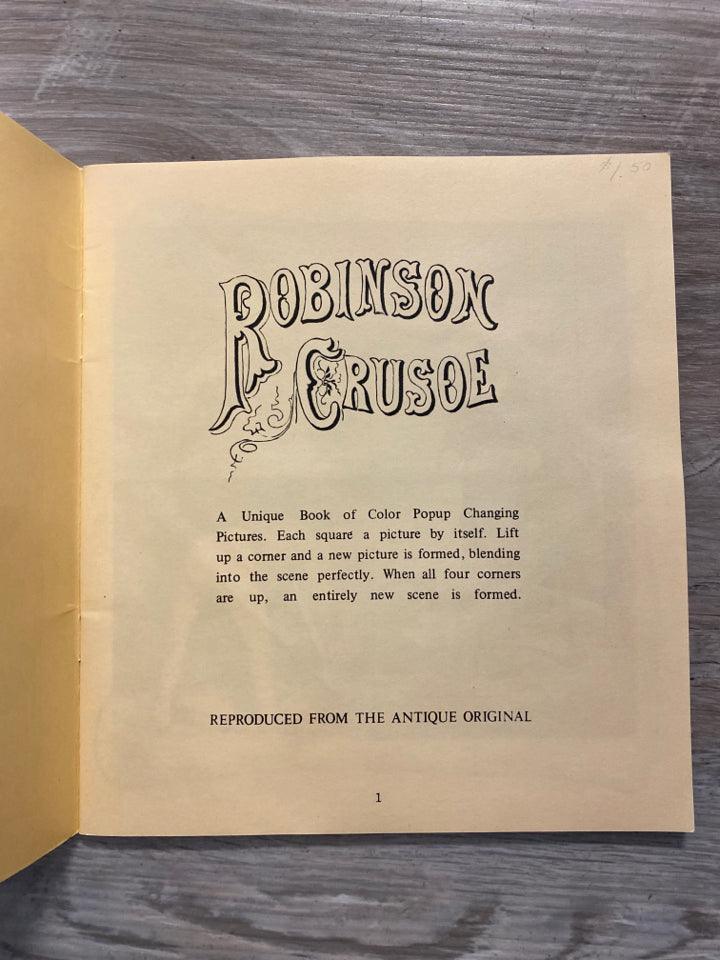 $1.50
ROBINSON
CRUSOE
A Unique Book of Color Popup Changing
Pictures. Each square a picture by itself. Lift
up a corner and a new picture is formed, blending
into the scene perfectly. When all four corners
are up, an entirely new scene is formed.
REPRODUCED FROM THE ANTIQUE ORIGINAL
1